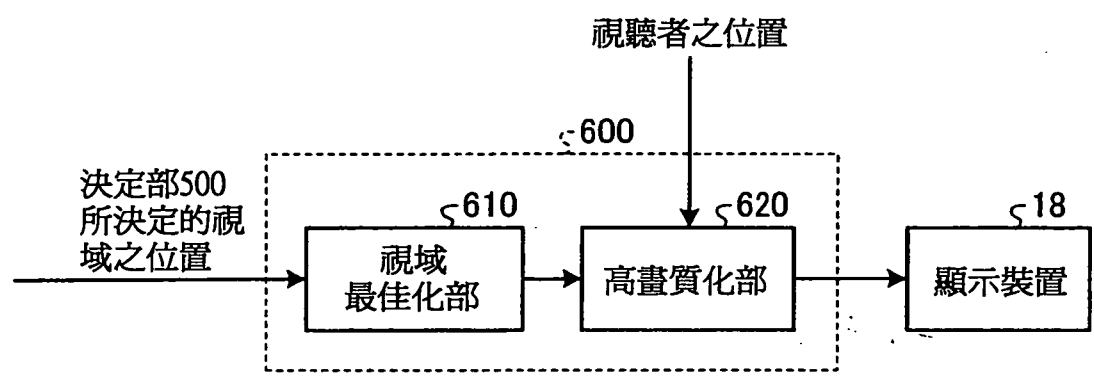 視聽者之位置
600
決定部500
所決定的視
域之位置
610
視域
最佳化部
620
高畫質化部
18
顯示裝置